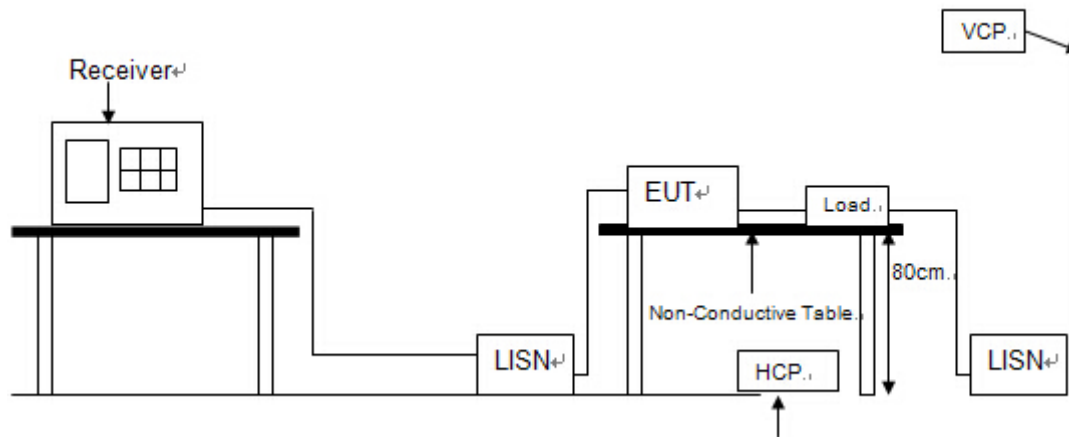 VCP.
Receiver↵
EUT↵
Load.
80cm.
Non-Conductive Table.
LISN↵
HCP.
LISN↵